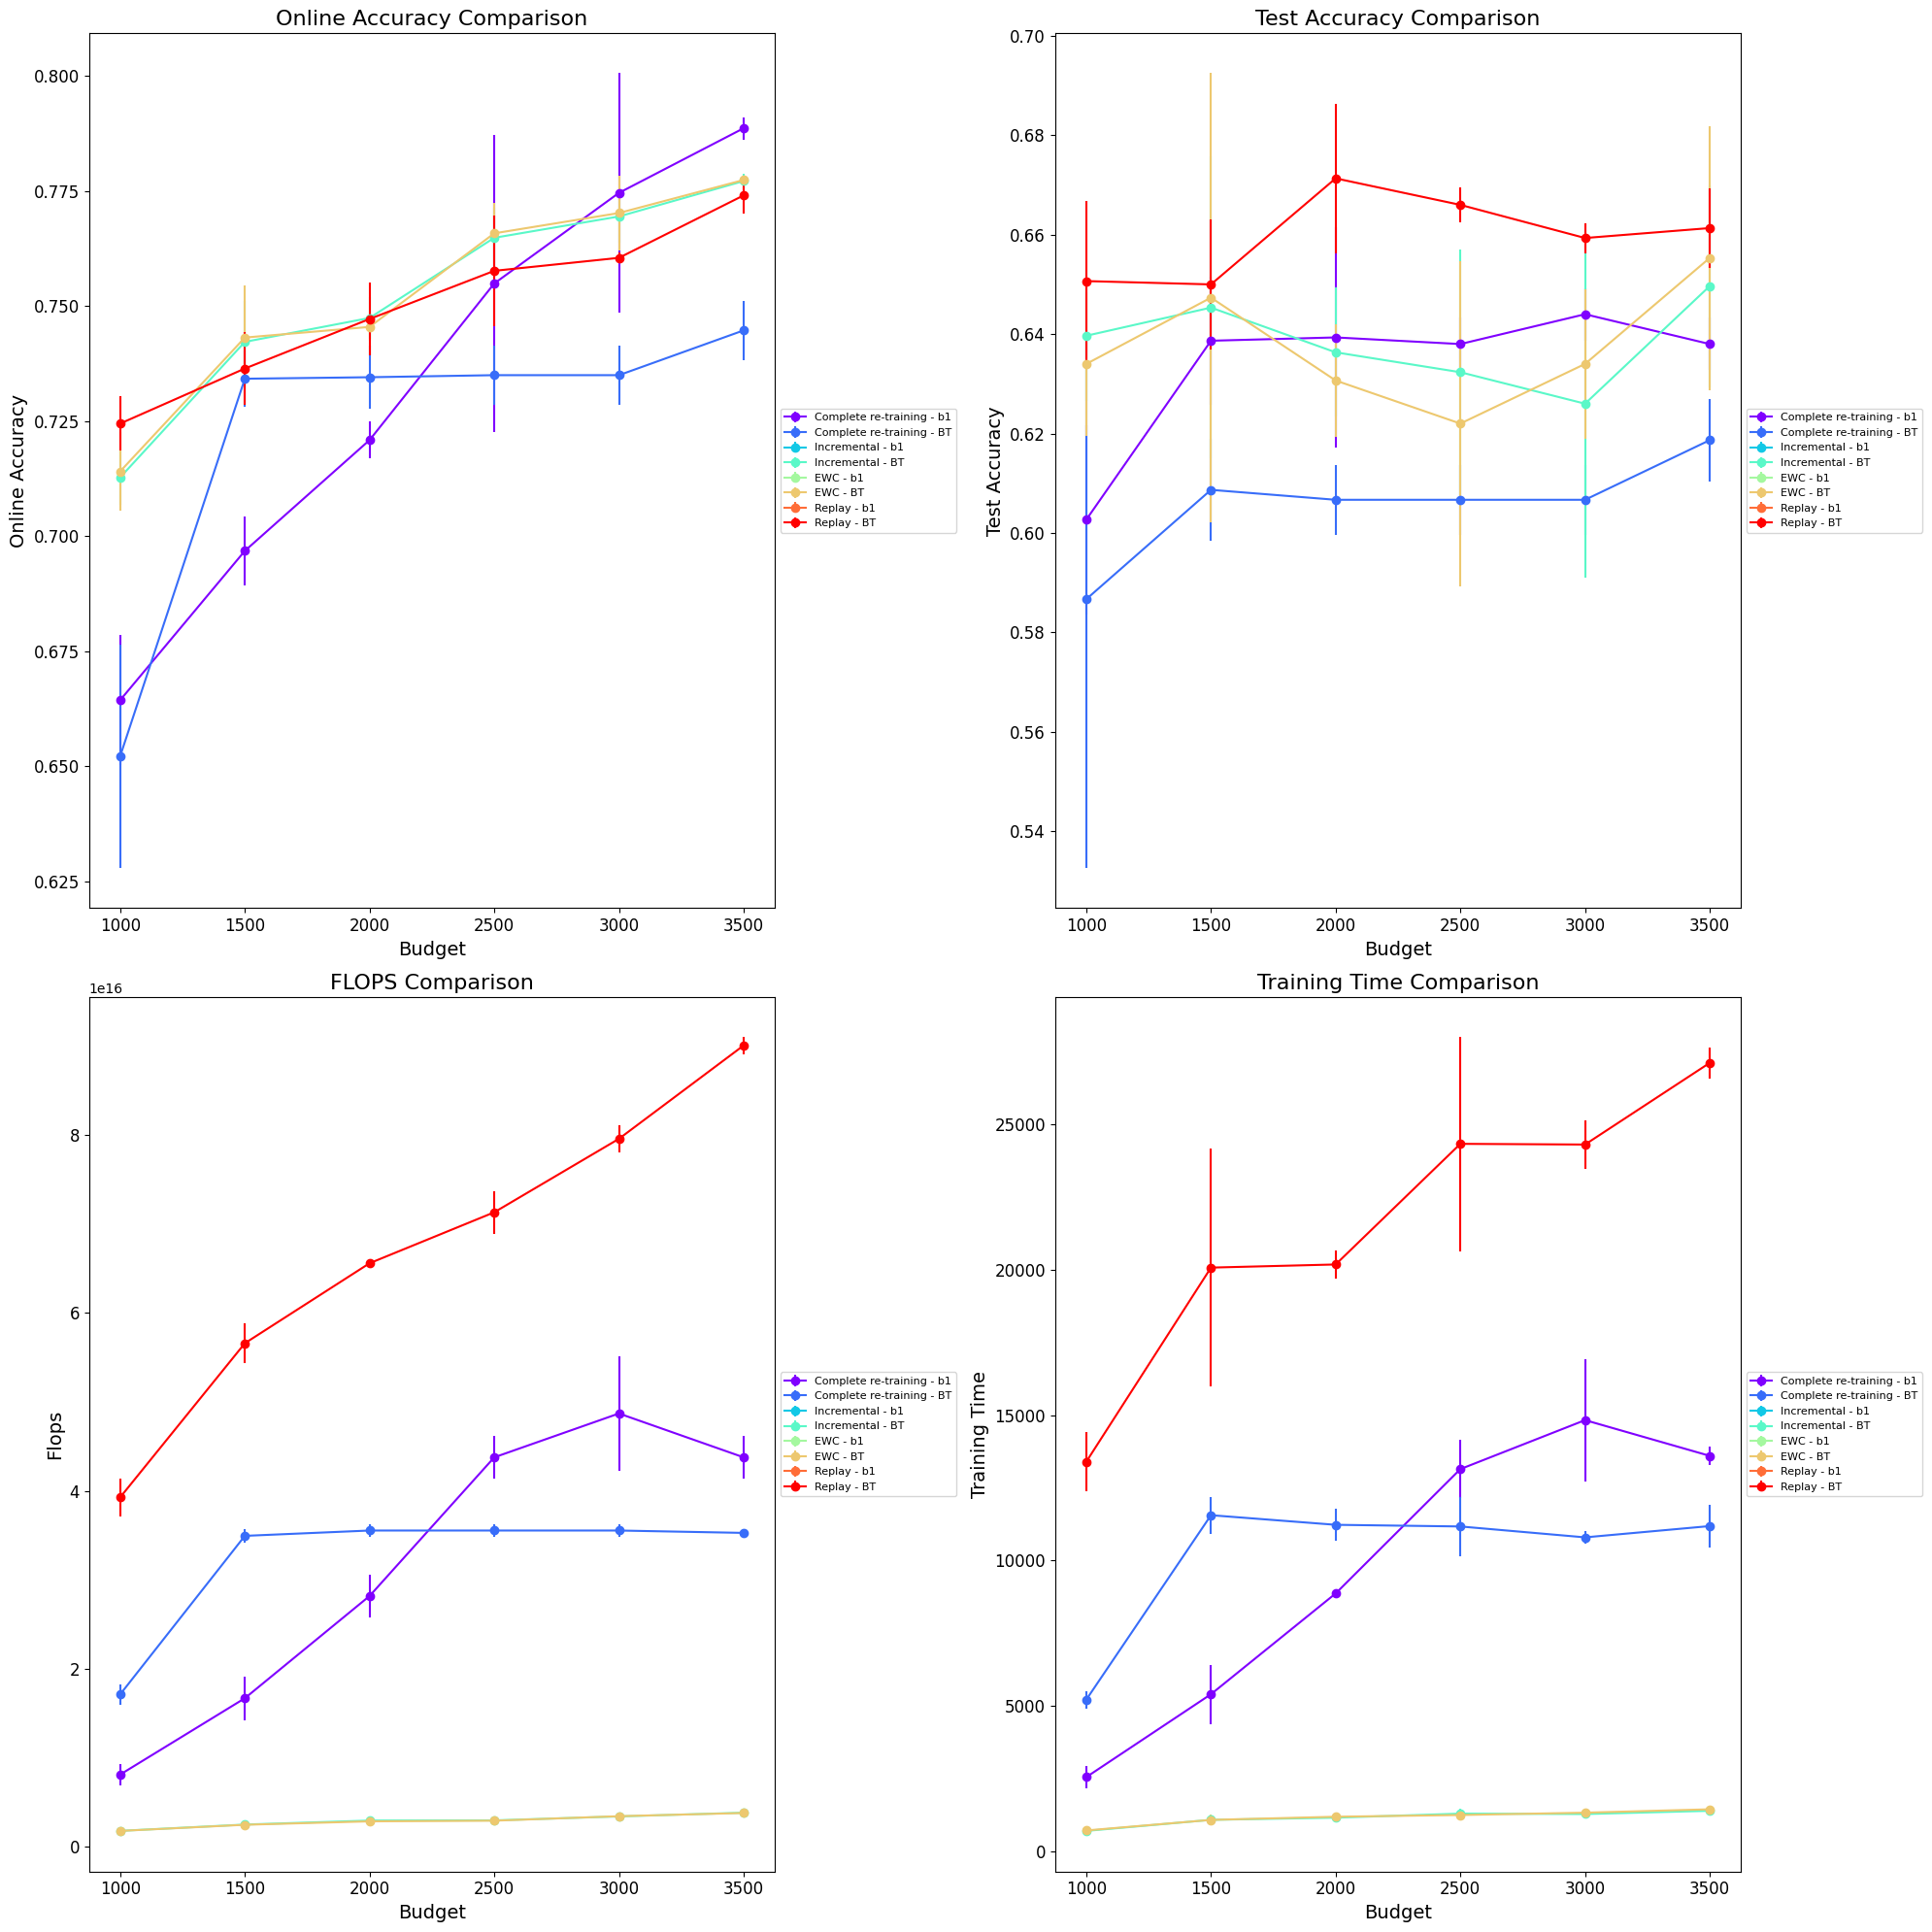 Online Accuracy Comparison
0.800
0.775
0.750
0.725
0.700
0.675
0.650
0.625
Online Accuracy
1000 1500 2000 2500 3000 3500
Budget
Complete re-training - b1
Complete re-training - BT
Incremental - b1
Incremental - BT
EWC - b1
EWC - BT
Replay - b1
Replay - BT
Test Accuracy Comparison
0.70
0.68
0.66
0.64
0.62
0.60
0.58
0.56
0.54
Test Accuracy
1000 1500 2000 2500 3000 3500
Budget
Complete re-training - b1
Complete re-training - BT
Incremental - b1
Incremental - BT
EWC - b1
EWC - BT
Replay - b1
Replay - BT
FLOPS Comparison
1e16
8
6
4
2
0
Flops
1000 1500 2000 2500 3000 3500
Budget
Complete re-training - b1
Complete re-training - BT
Incremental - b1
Incremental - BT
EWC - b1
EWC - BT
Replay - b1
Replay - BT
Training Time Comparison
25000
20000
15000
10000
5000
0
Training Time
1000 1500 2000 2500 3000 3500
Budget
Complete re-training - b1
Complete re-training - BT
Incremental - b1
Incremental - BT
EWC - b1
EWC - BT
Replay - b1
Replay - BT